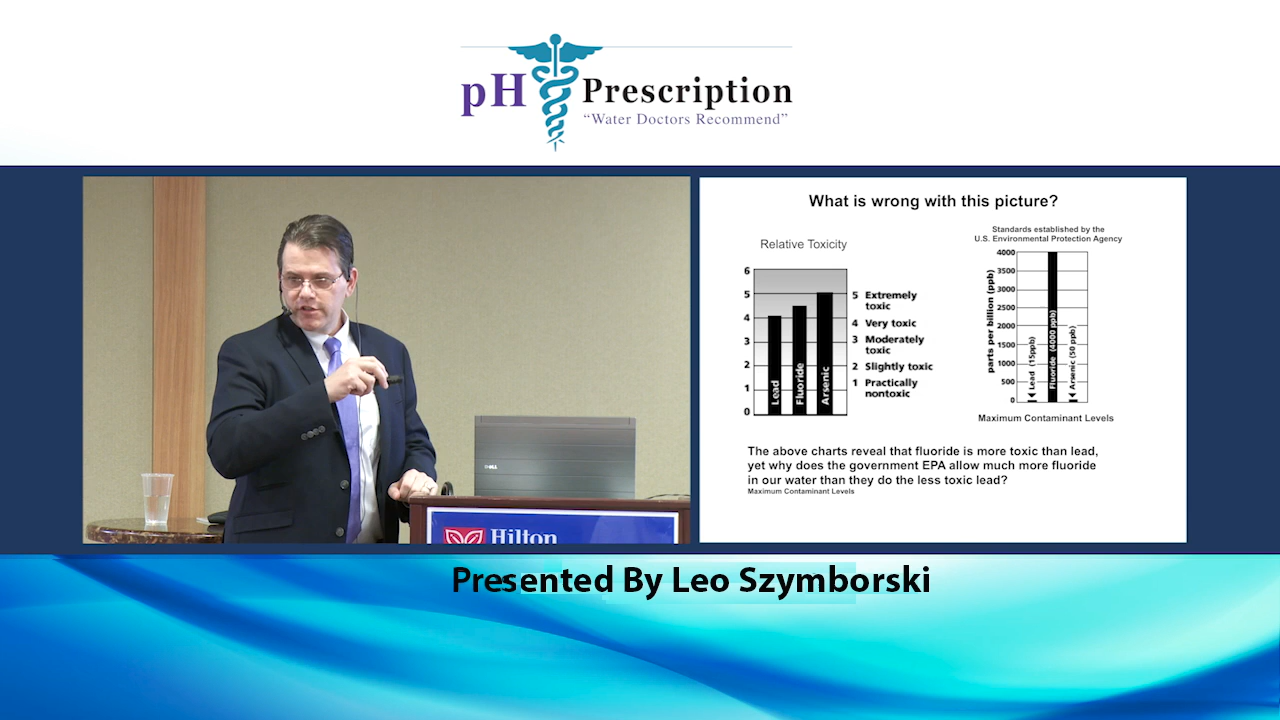 pH Prescription
“Water Doctors Recommend”
DELL
Hilton
What is wrong with this picture?
Relative Toxicity
6
5
4
3
2
1
0
Lead
Fluoride
Arsenic
5 Extremely
toxic
4 Very toxic
3 Moderately
toxic
2 Slightly toxic
1 Practically
nontoxic
Standards established by the
U.S. Environmental Protection Agency
parts per billion (ppb)
4000
3500
3000
2500
2000
1500
1000
500
0
Lead (15ppb)
Fluoride (4000 ppb)
Arsenic (50 ppb)
Maximum Contaminant Levels
The above charts reveal that fluoride is more toxic than lead,
yet why does the government EPA allow much more fluoride
in our water than they do the less toxic lead?
Maximum Contaminant Levels
Presented By Leo Szymborski